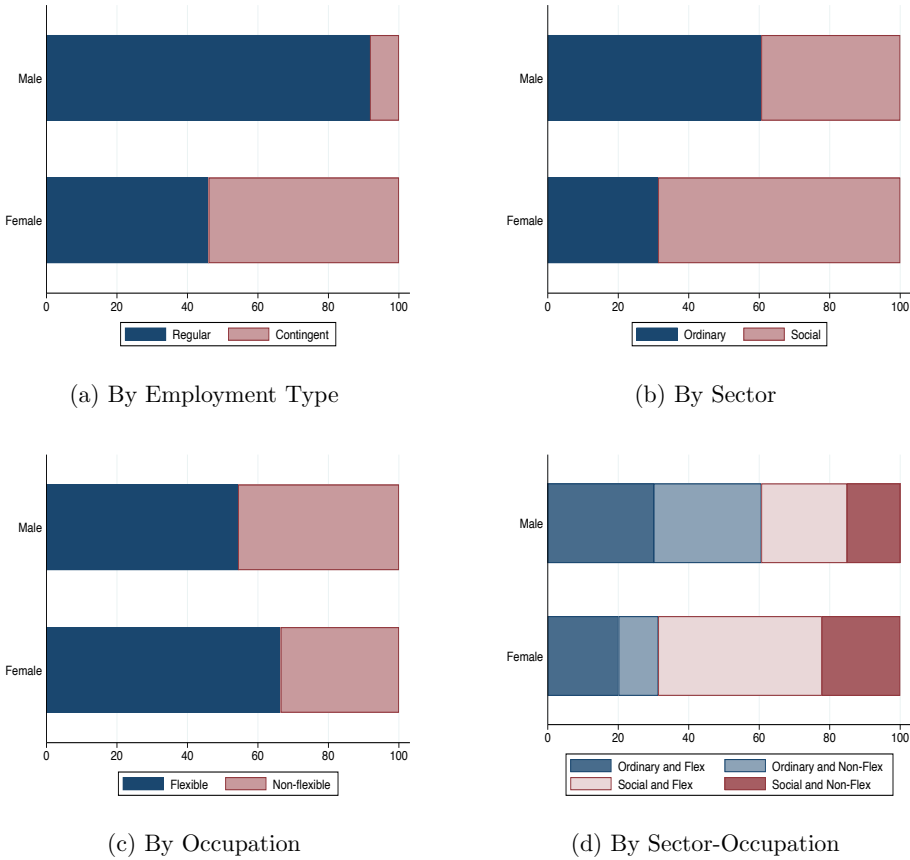 Male
Female
0 20 40 60 80 100
Regular Contingent
(a) By Employment Type
Male
Female
0 20 40 60 80 100
Ordinary Social
(b) By Sector
Male
Female
0 20 40 60 80 100
Flexible Non-flexible
(c) By Occupation
Male
Female
0 20 40 60 80 100
Ordinary and Flex Ordinary and Non-Flex
Social and Flex Social and Non-Flex
(d) By Sector-Occupation